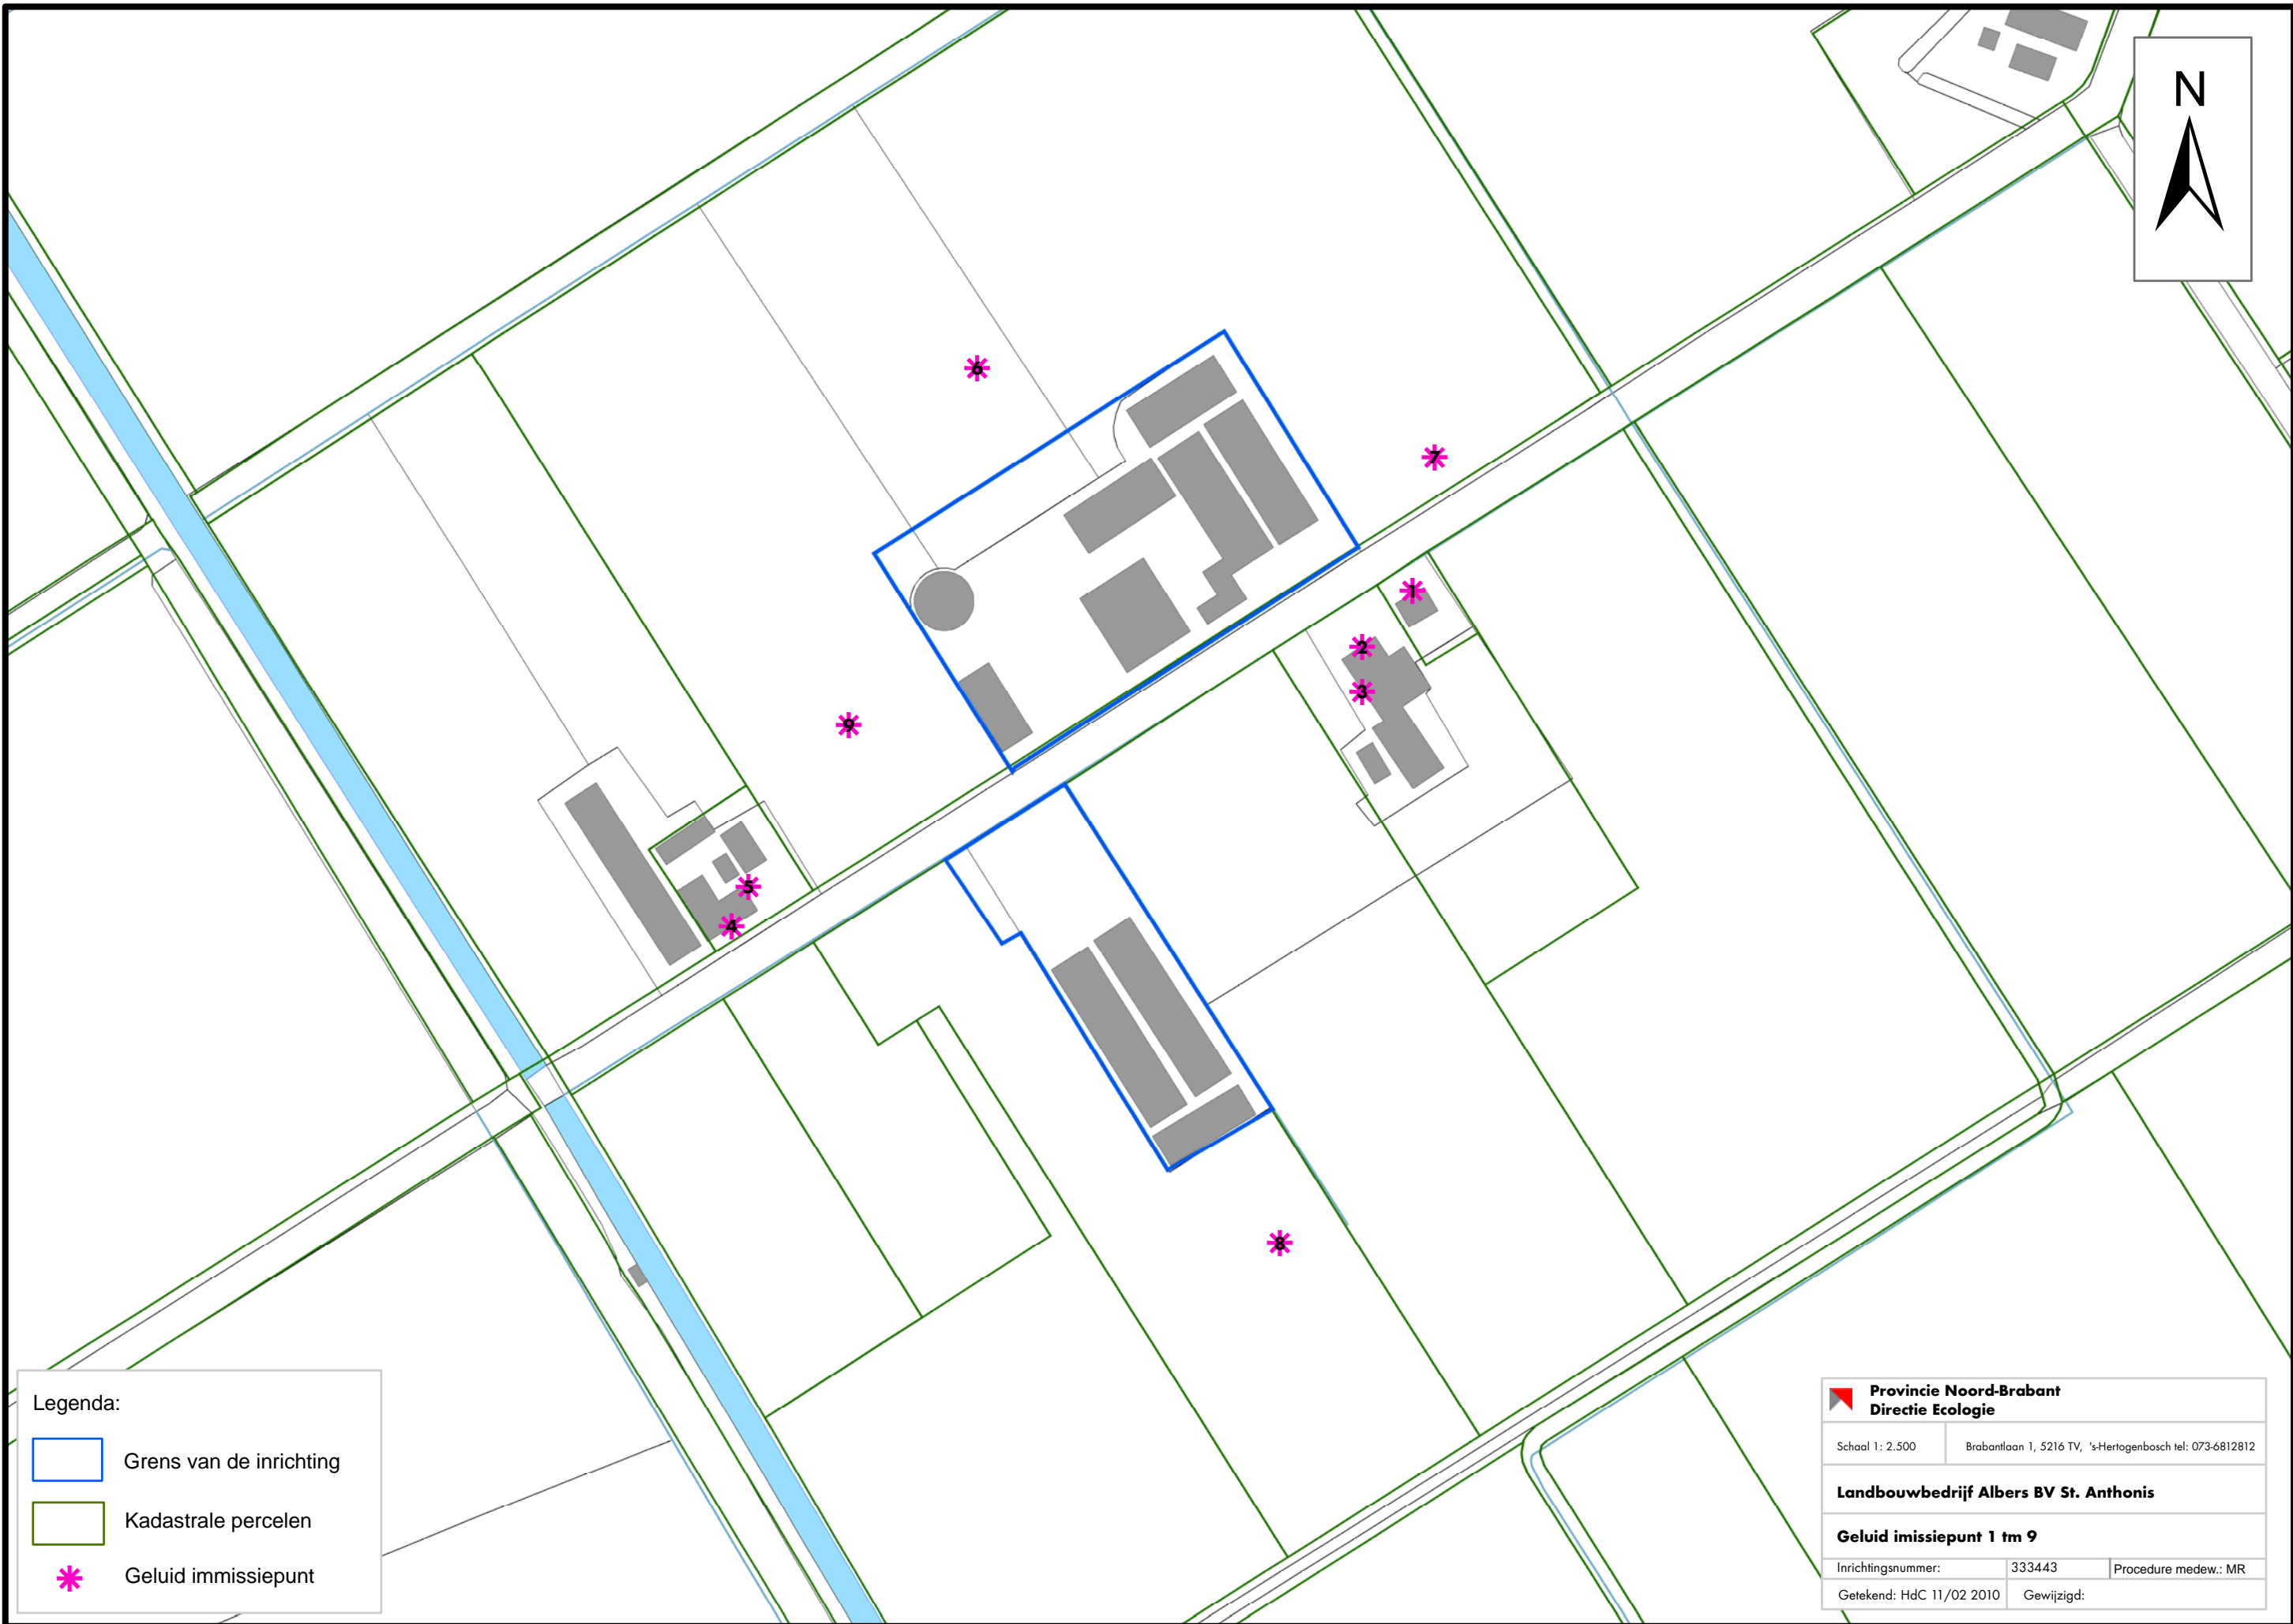 N
6
7
1
2
3
9
5
4
8
Legenda:
Grens van de inrichting
Kadastrale percelen
Geluid immissiepunt
Provincie Noord-Brabant
Directie Ecologie
Schaal 1: 2.500 Brabantlaan 1, 5216 TV, 's-Hertogenbosch tel: 073-6812812
Landbouwbedrijf Albers BV St. Anthonis
Geluid imissiepunt 1 tm 9
Inrichtingsnummer: 333443 Procedure medew.: MR
Getekend: HdC 11/02 2010 Gewijzigd: